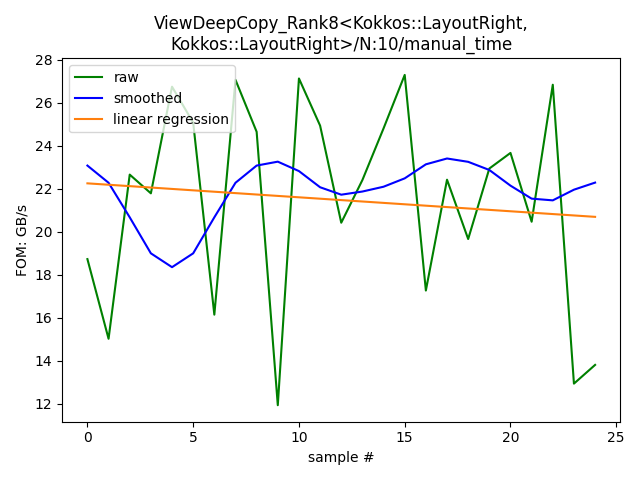 ViewDeepCopy_Rank8<Kokkos::LayoutRight,
Kokkos::LayoutRight>/N:10/manual_time
raw
smoothed
linear regression
FOM: GB/s
28
26
24
22
20
18
16
14
12
0
5
10
15
20
25
sample #